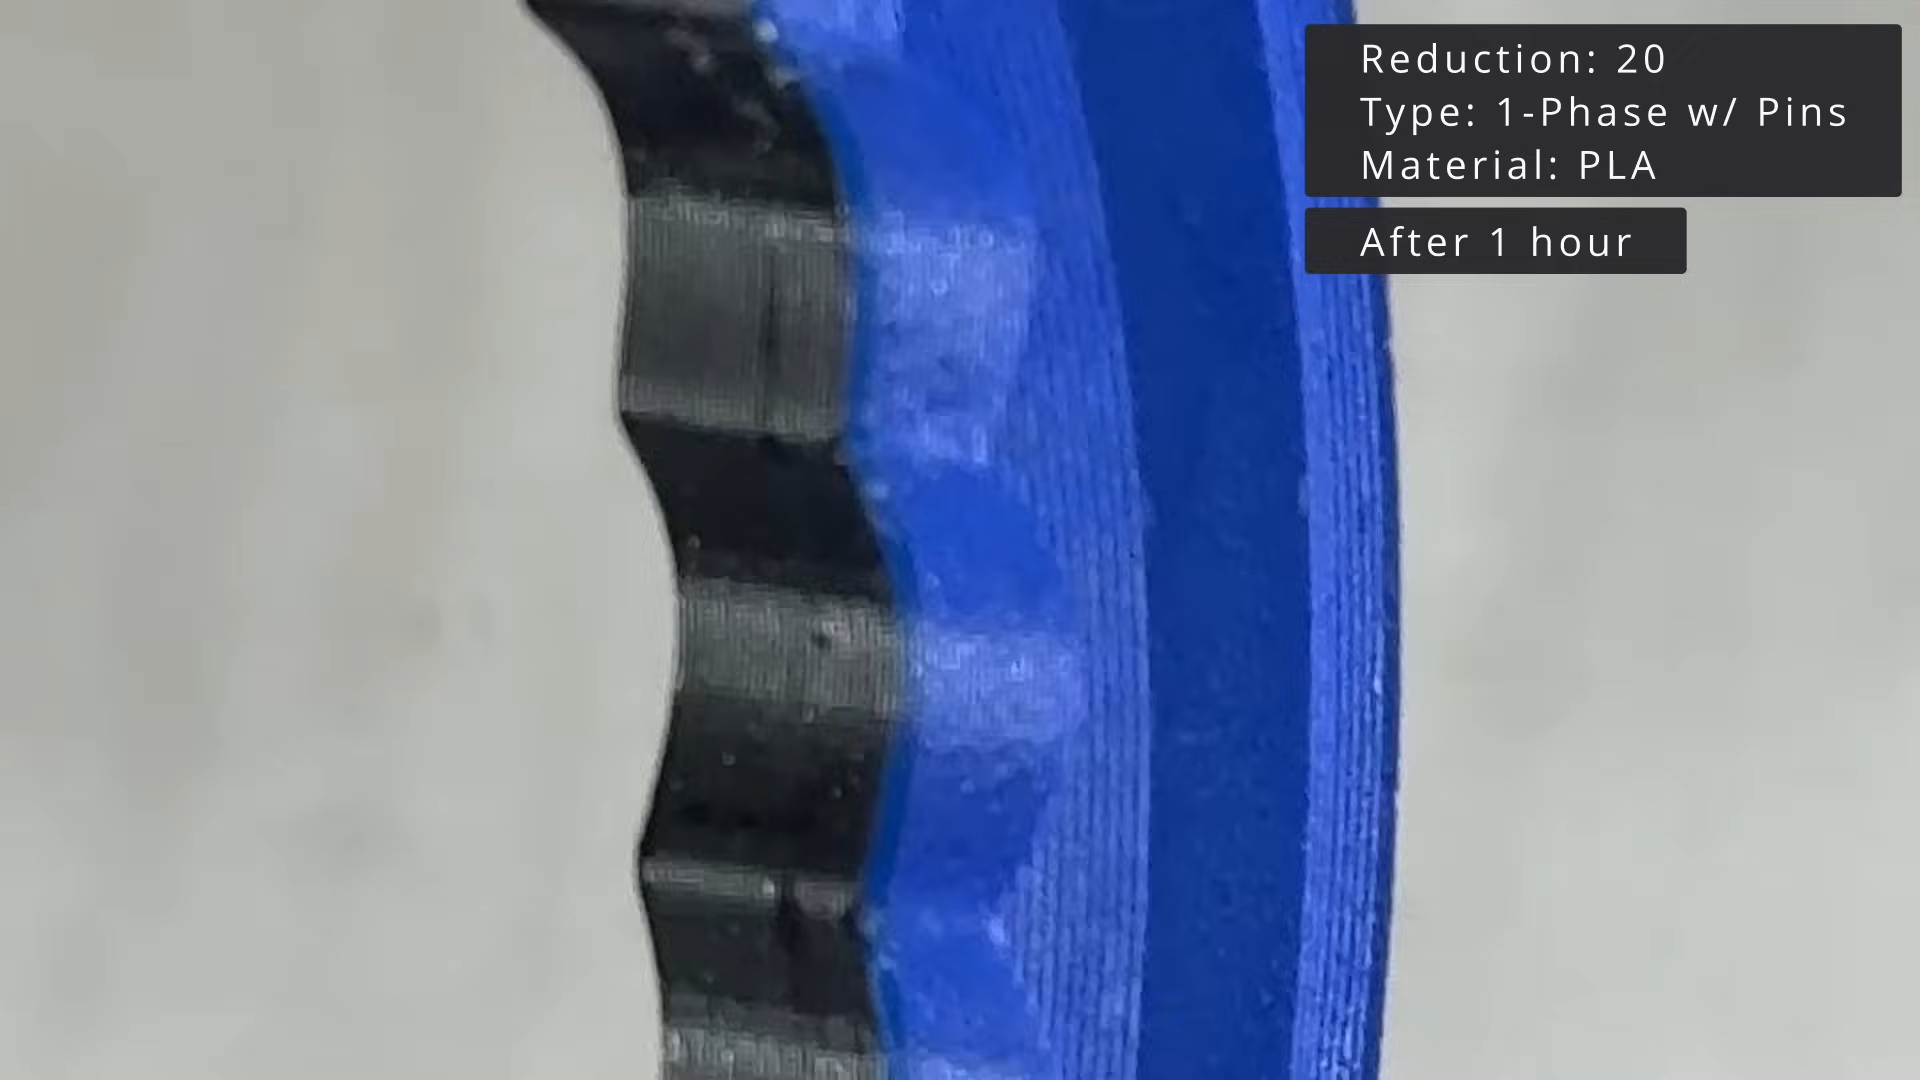 Reduction: 20
Type: 1-Phase w/ Pins
Material: PLA
After 1 hour